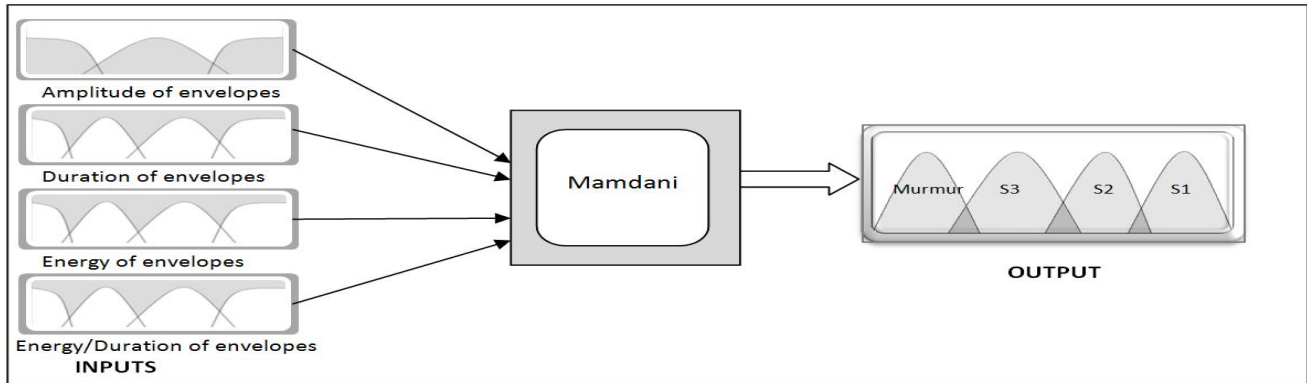 Amplitude of envelopes
Duration of envelopes
Energy of envelopes
Energy/Duration of envelopes
INPUTS
Mamdani
Murmur S3 S2 S1
OUTPUT